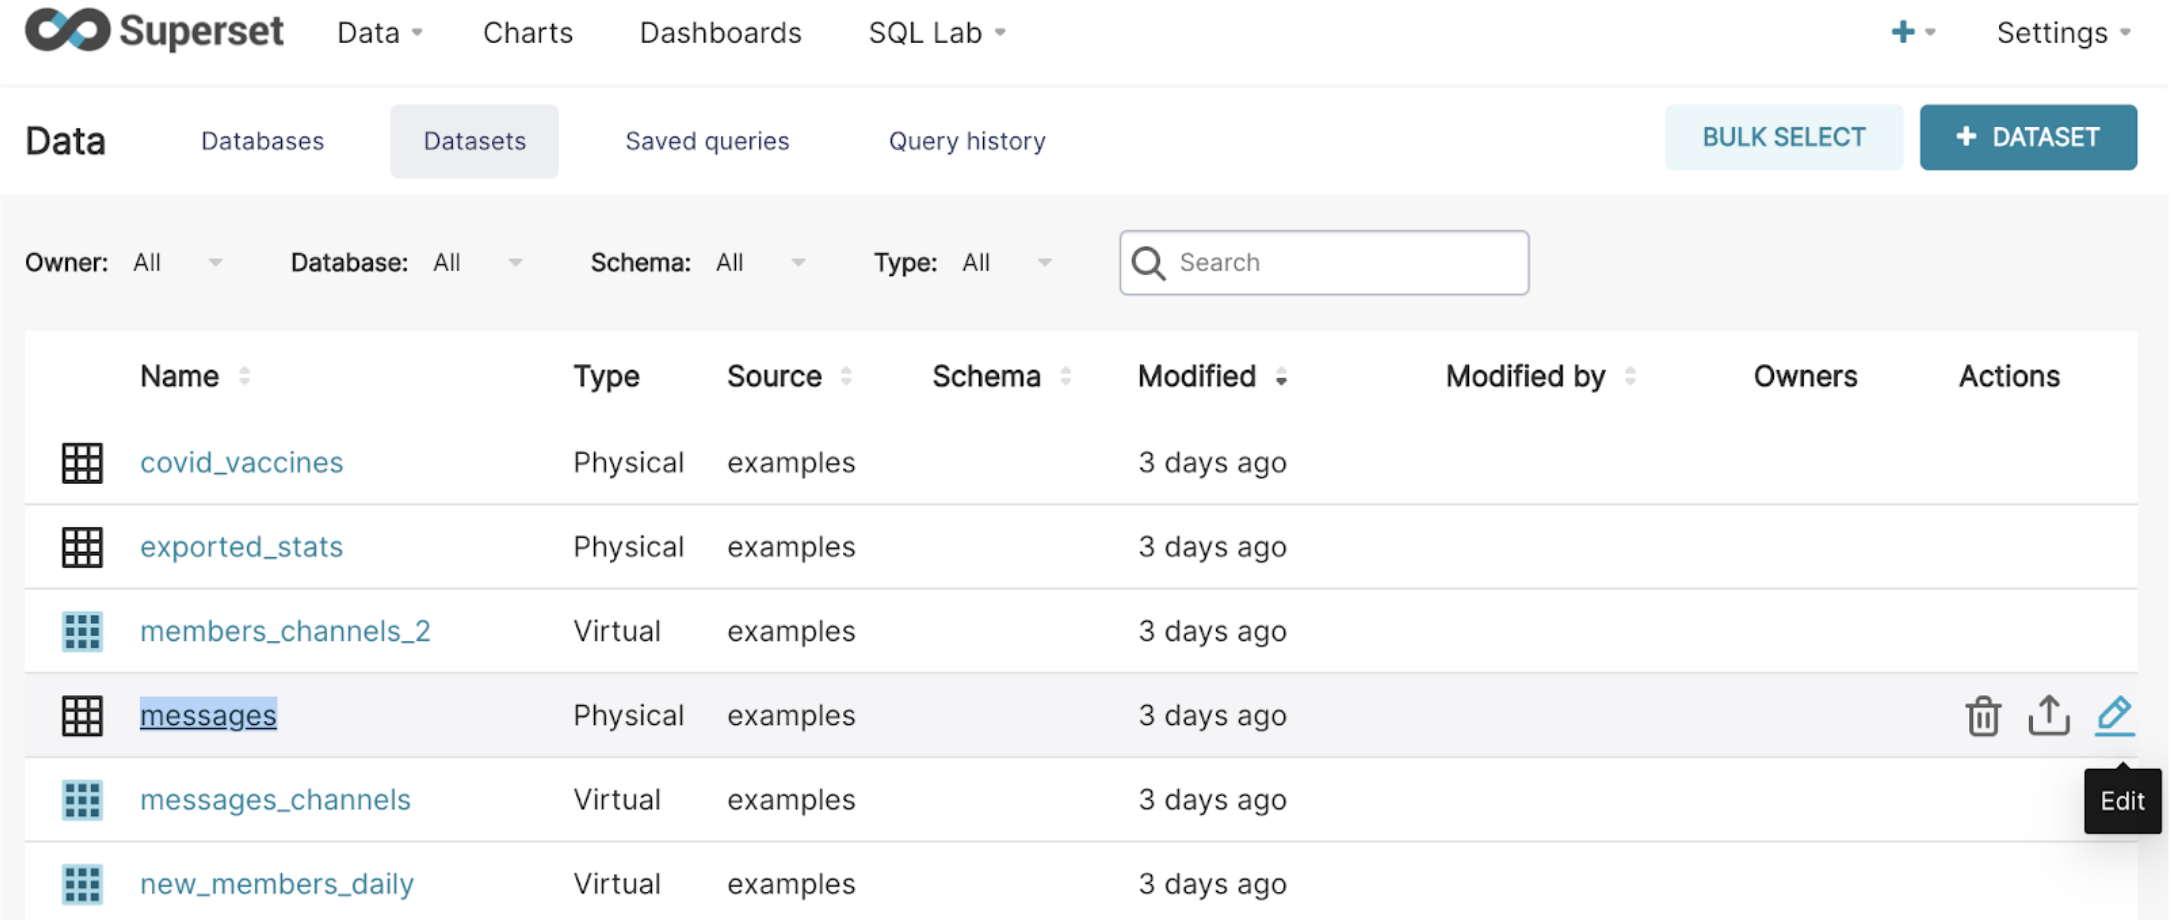 Superset Data Charts Dashboards SQL Lab + Settings
Data Databases Datasets Saved queries Query history BULK SELECT + DATASET
Owner: All Database: All Schema: All Type: All Search
Name Type Source Schema Modified Modified by Owners Actions
covid_vaccines Physical examples 3 days ago
exported_stats Physical examples 3 days ago
members_channels_2 Virtual examples 3 days ago
messages Physical examples 3 days ago
messages_channels Virtual examples 3 days ago Edit
new_members_daily Virtual examples 3 days ago